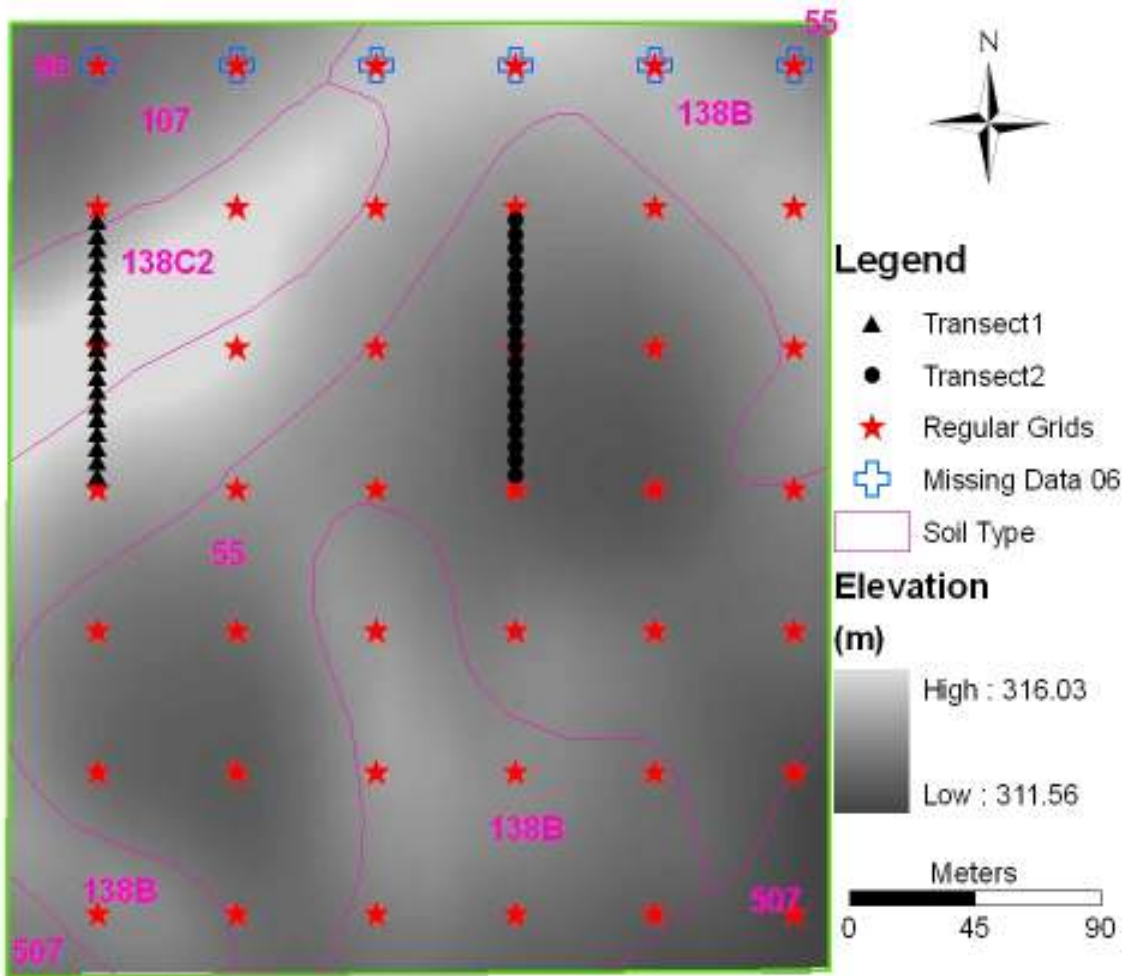 55
N
107
138B
138C2
Legend
Transect1
Transect2
Regular Grids
Missing Data 06
Soil Type
55
Elevation
(m)
High : 316.03
Low : 311.56
138B
Meters
138B
507
0 45 90
507